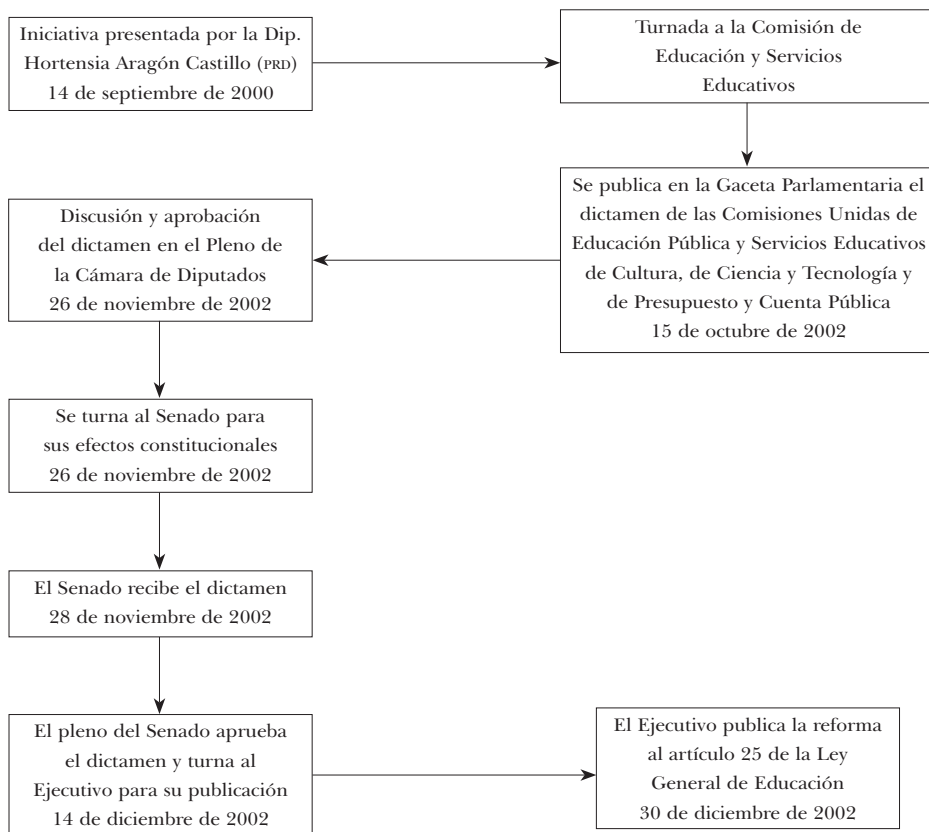 Iniciativa presentada por la Dip.
Hortensia Aragón Castillo (PRD)
14 de septiembre de 2000
Turnada a la Comisión de
Educación y Servicios
Educativos
Se publica en la Gaceta Parlamentaria el
dictamen de las Comisiones Unidas de
Educación Pública y Servicios Educativos
de Cultura, de Ciencia y Tecnología y
de Presupuesto y Cuenta Pública
15 de octubre de 2002
Discusión y aprobación
del dictamen en el Pleno de
la Cámara de Diputados
26 de noviembre de 2002
Se turna al Senado para
sus efectos constitucionales
26 de noviembre de 2002
El Senado recibe el dictamen
28 de noviembre de 2002
El pleno del Senado aprueba
el dictamen y turna al
Ejecutivo para su publicación
14 de diciembre de 2002
El Ejecutivo publica la reforma
al artículo 25 de la Ley
General de Educación
30 de diciembre de 2002